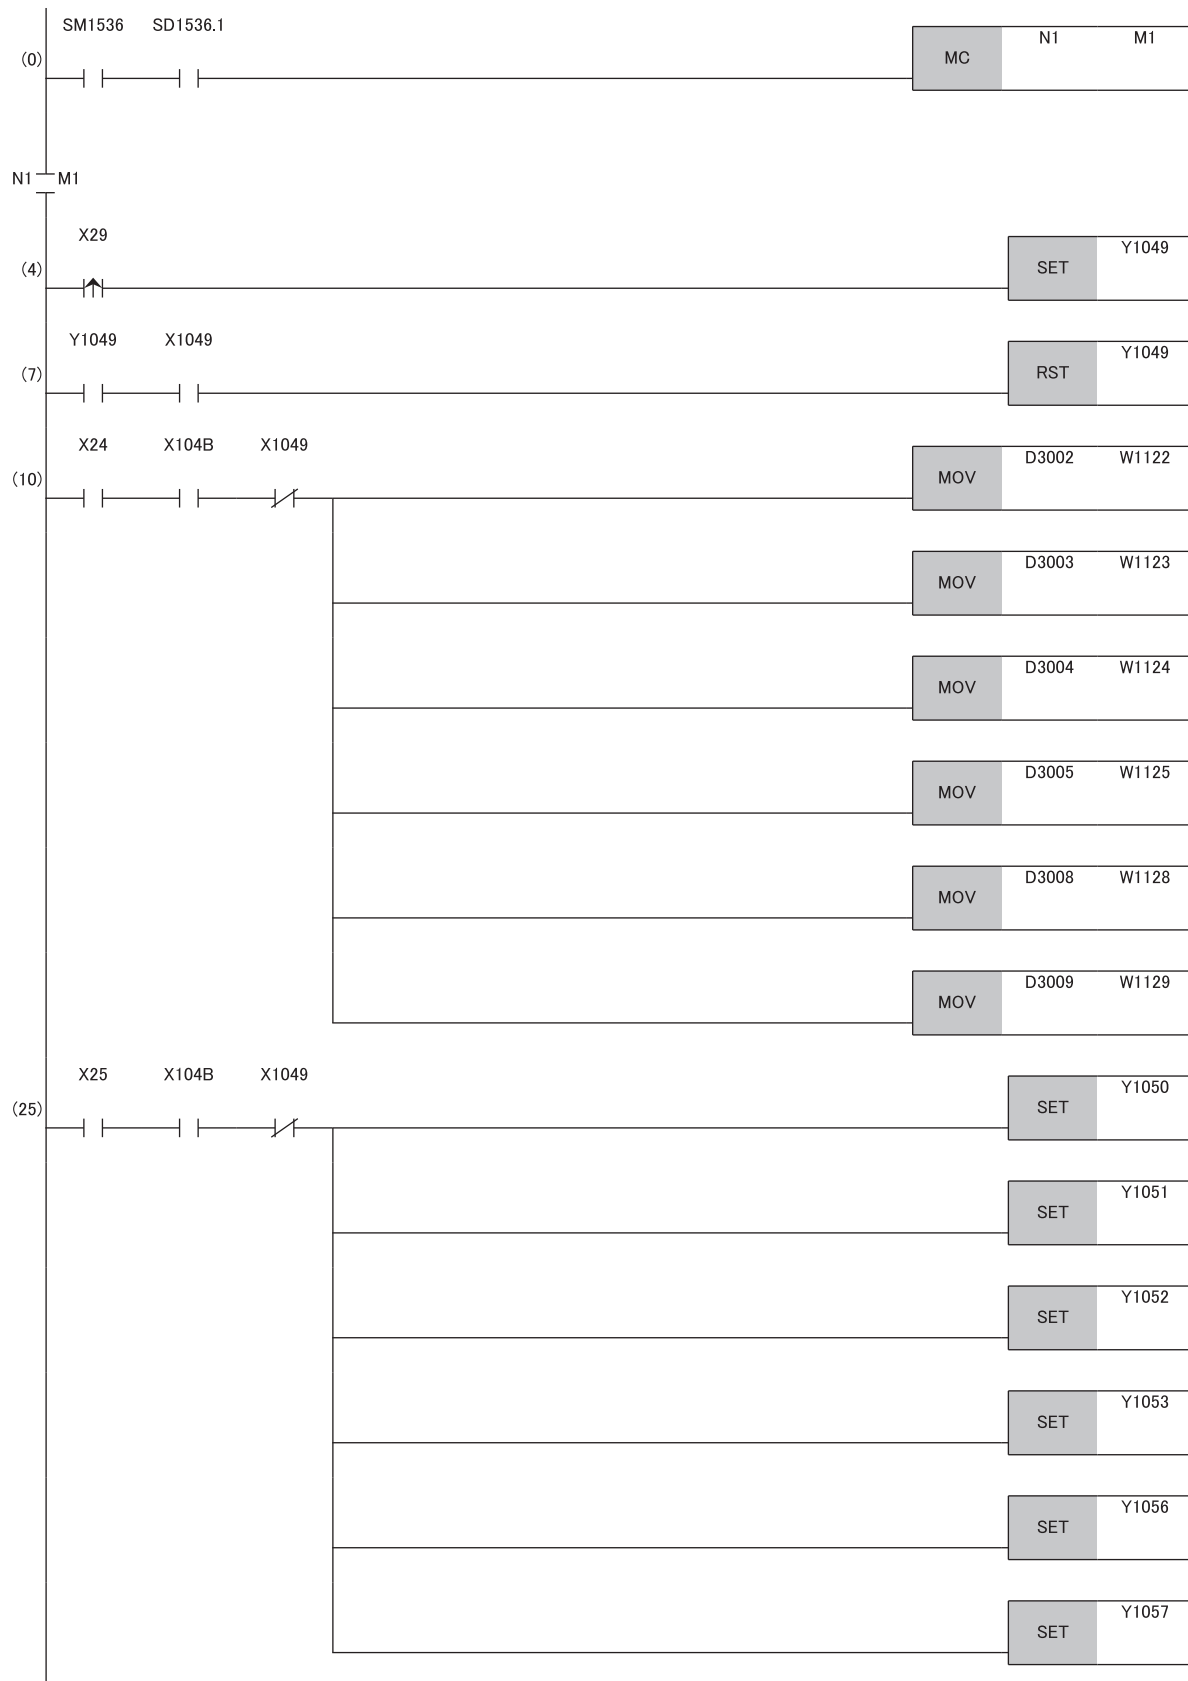 SM1536 SD1536.1
(0) MC N1 M1
N1 M1
X29
(4) SET Y1049
Y1049 X1049
(7) RST Y1049
X24 X104B X1049
(10) MOV D3002 W1122
MOV D3003 W1123
MOV D3004 W1124
MOV D3005 W1125
MOV D3008 W1128
MOV D3009 W1129
X25 X104B X1049
(25) SET Y1050
SET Y1051
SET Y1052
SET Y1053
SET Y1056
SET Y1057